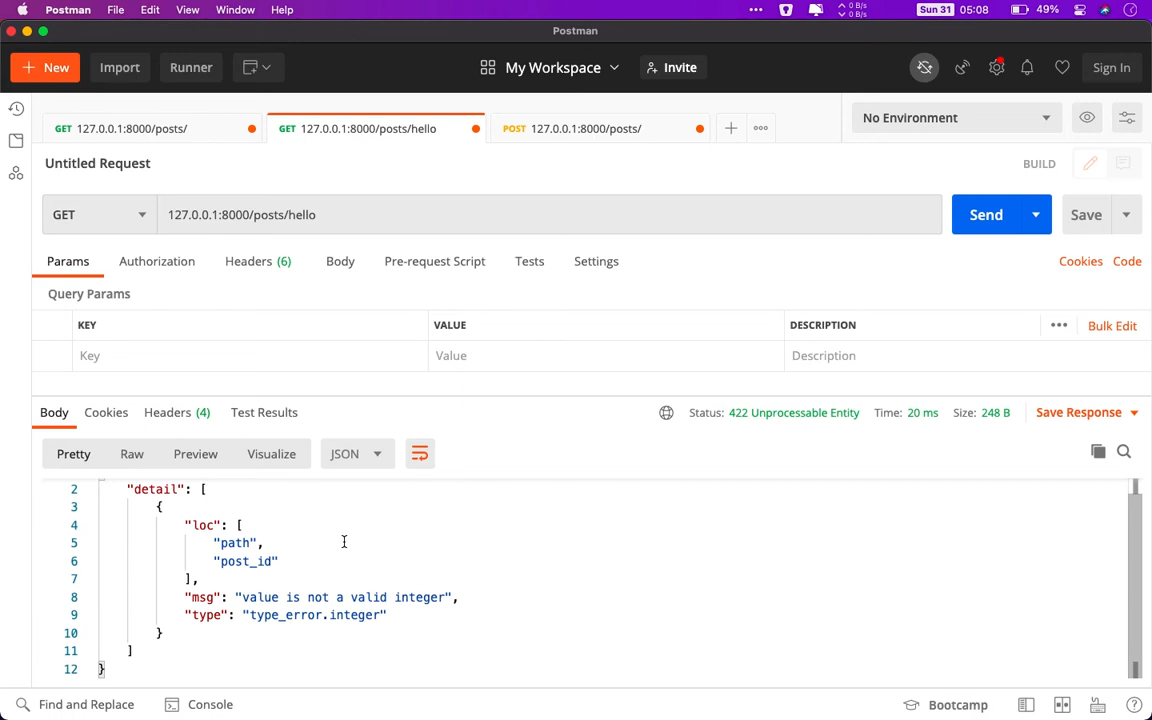 Postman File Edit View Window Help ••• 0 B/s 0 B/s Sun 31 05:08 49%
Postman
+ New Import Runner My Workspace Invite Sign In
GET 127.0.0.1:8000/posts/ GET 127.0.0.1:8000/posts/hello POST 127.0.0.1:8000/posts/ No Environment
Untitled Request BUILD
GET 127.0.0.1:8000/posts/hello Send Save
Params Authorization Headers (6) Body Pre-request Script Tests Settings Cookies Code
Query Params
KEY VALUE DESCRIPTION ••• Bulk Edit
Key Value Description
Body Cookies Headers (4) Test Results Status: 422 Unprocessable Entity Time: 20 ms Size: 248 B Save Response
Pretty Raw Preview Visualize JSON
2 "detail": [
3 {
4 "loc": [
5 "path",
6 "post_id"
7 ],
8 "msg": "value is not a valid integer",
9 "type": "type_error.integer"
10 }
11 ]
12 }
Find and Replace Console Bootcamp